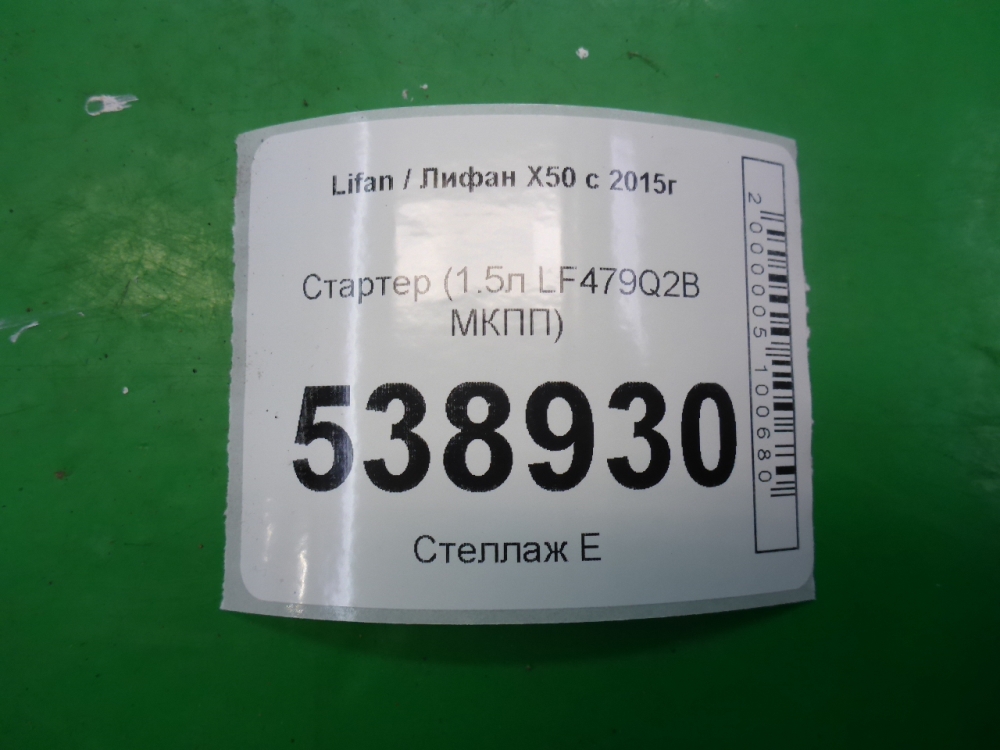 Lifan / Лифан X50 с 2015г
Стартер (1.5л LF479Q2B
МКПП)
538930
Стеллаж Е
2000005100680